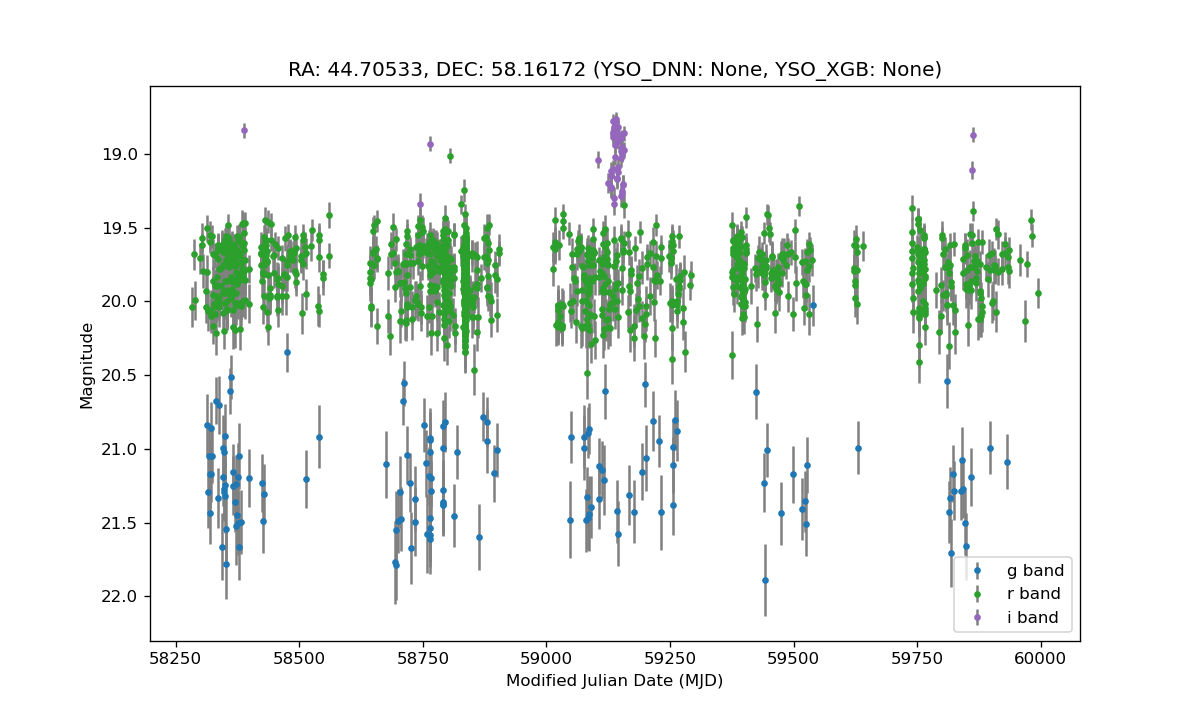 RA: 44.70533, DEC: 58.16172 (YSO_DNN: None, YSO_XGB: None)
Magnitude
19.0
19.5
20.0
20.5
21.0
21.5
22.0
g band
r band
i band
58250 58500 58750 59000 59250 59500 59750 60000
Modified Julian Date (MJD)